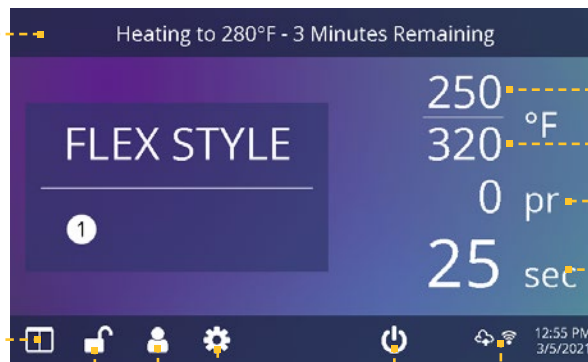 Heating to 280°F - 3 Minutes Remaining
250
°F
320
FLEX STYLE
0 pr
1
25 sec
12:55 PM
3/5/202